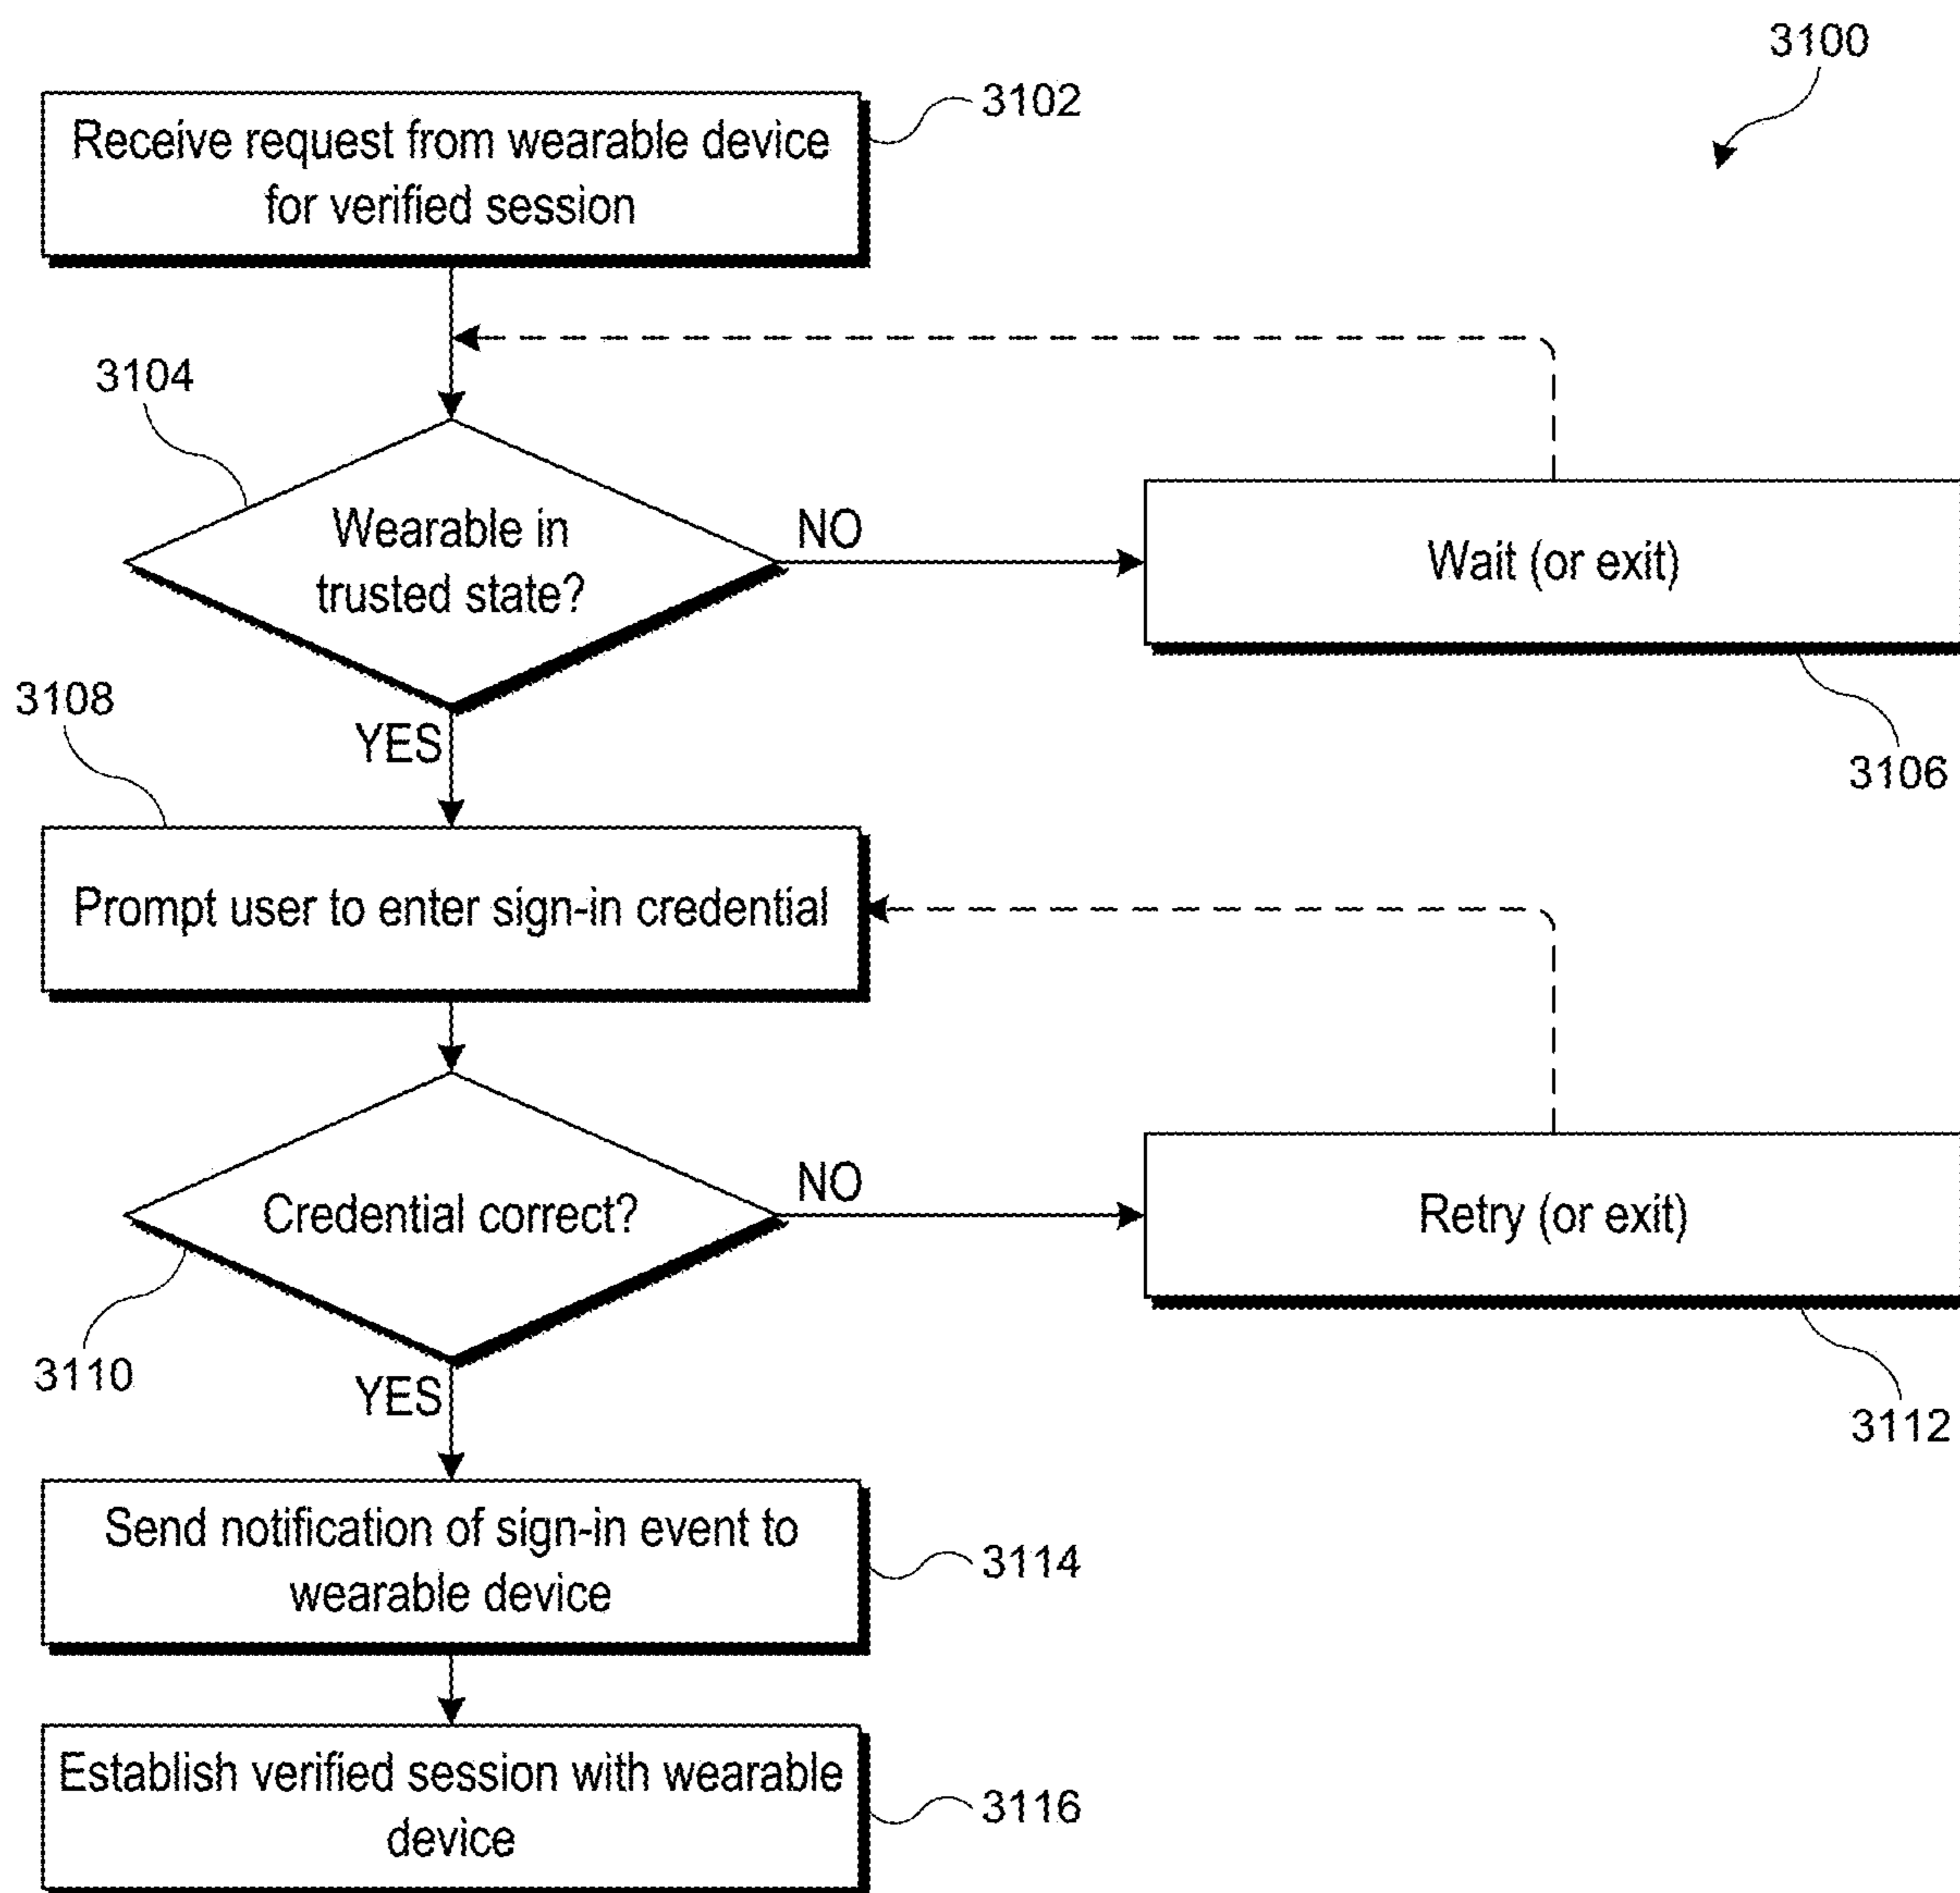 3100
Receive request from wearable device
for verified session
3102
3104
Wearable in
trusted state?
NO
Wait (or exit)
3106
YES
3108
Prompt user to enter sign-in credential
Credential correct?
NO
Retry (or exit)
3110
3112
YES
Send notification of sign-in event to
wearable device
3114
Establish verified session with wearable
device
3116